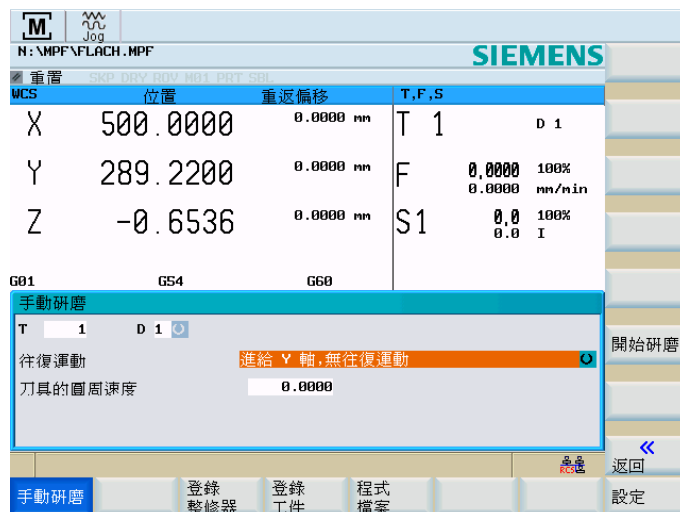 M
Jog
N:\MPF\FLACH.MPF
SIEMENS
重置 SKP DRY ROV M01 PRT SBL
WCS 位置 重返偏移 T,F,S
X 500.0000 0.0000 mm T 1 D 1
Y 289.2200 0.0000 mm F 0.0000 100%
0.0000 mm/min
Z -0.6536 0.0000 mm S1 0.0 100%
0.0 I
G01 G54 G60
手動研磨
T 1 D 1
往復運動 進給 Y 軸,無往復運動
刀具的圓周速度 0.0000
開始研磨
RCS
返回
手動研磨
登錄
整修器
登錄
工件
程式
檔案
設定